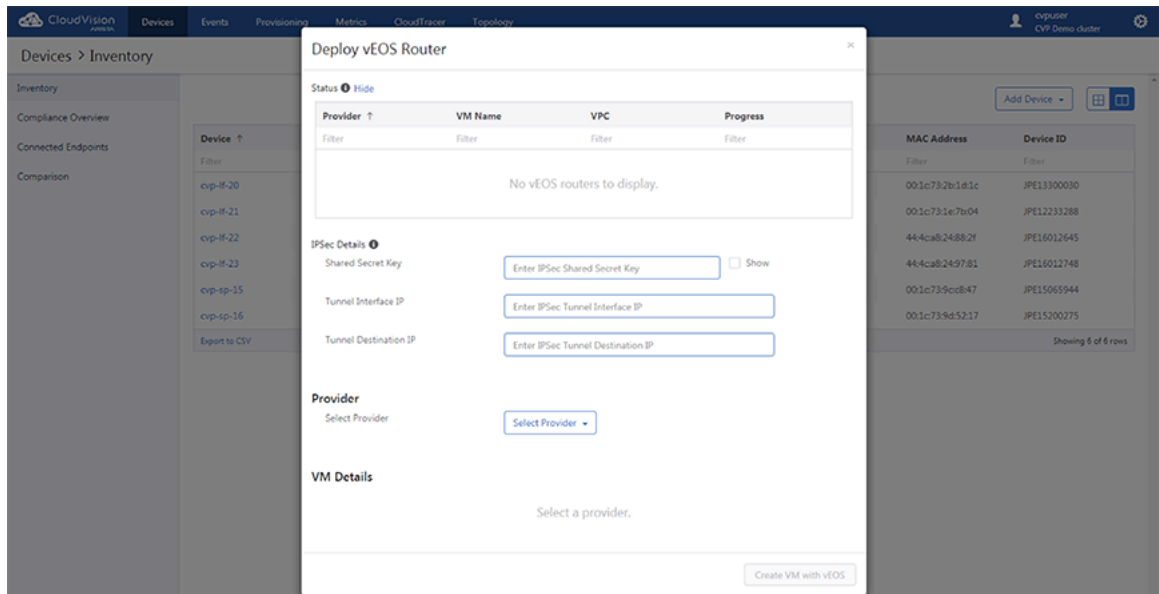 CloudVision
ARISTA
Devices
Events
Provisioning
Metrics
CloudTracer
Topology
cvpuser
CVP Demo cluster
Devices > Inventory
Inventory
Compliance Overview
Connected Endpoints
Comparison
Add Device
Device ↑
MAC Address
Device ID
Filter
Filter
Filter
cvp-lf-20
00:1c:73:2b:1d:1c
JPE13300030
cvp-lf-21
00:1c:73:1e:7b:04
JPE12233288
cvp-lf-22
44:4c:a8:24:88:2f
JPE16012645
cvp-lf-23
44:4c:a8:24:97:81
JPE16012748
cvp-sp-15
00:1c:73:9c:c8:47
JPE15065944
cvp-sp-16
00:1c:73:9d:52:17
JPE15200275
Export to CSV
Showing 6 of 6 rows
Deploy vEOS Router
×
Status Hide
Provider ↑
VM Name
VPC
Progress
Filter
Filter
Filter
Filter
No vEOS routers to display.
IPSec Details
Shared Secret Key
Enter IPSec Shared Secret Key
Show
Tunnel Interface IP
Enter IPSec Tunnel Interface IP
Tunnel Destination IP
Enter IPSec Tunnel Destination IP
Provider
Select Provider
Select Provider
VM Details
Select a provider.
Create VM with vEOS